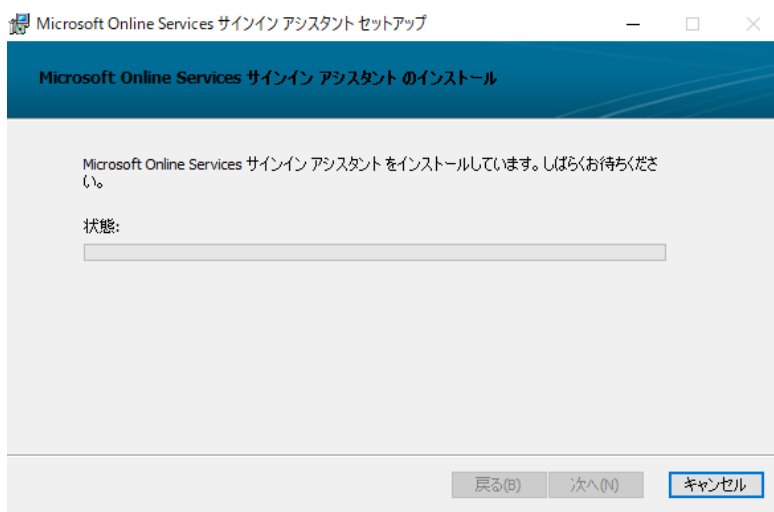 Microsoft Online Services サインイン アシスタント セットアップ
Microsoft Online Services サインイン アシスタント のインストール
Microsoft Online Services サインイン アシスタント をインストールしています。しばらくお待ちくださ
い。
状態:
戻る(B) 次へ(N) キャンセル